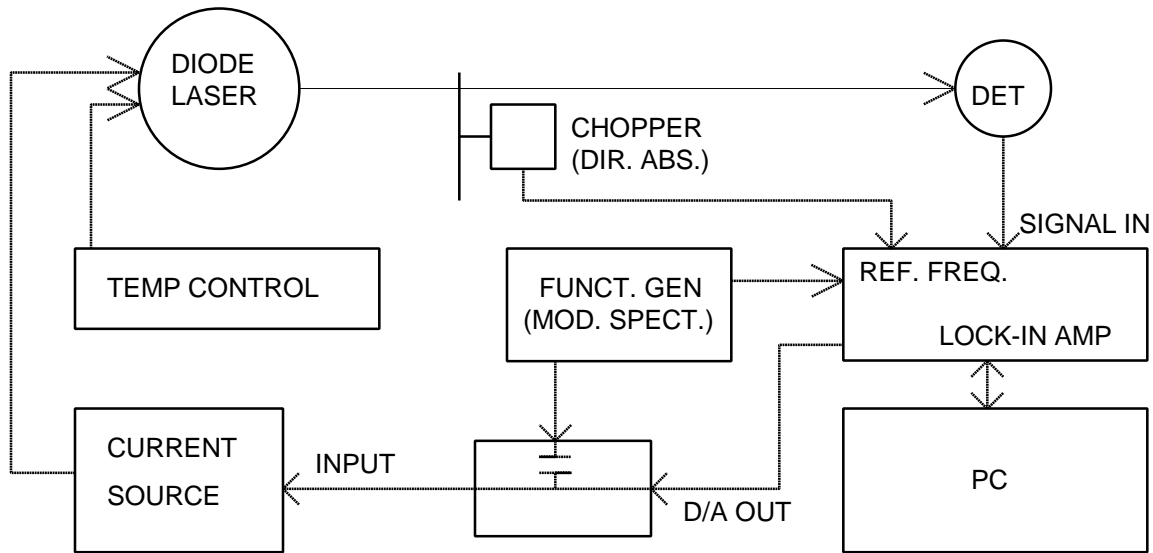 DIODE
LASER
DET
CHOPPER
(DIR. ABS.)
SIGNAL IN
TEMP CONTROL
FUNCT. GEN
(MOD. SPECT.)
REF. FREQ.
LOCK-IN AMP
CURRENT
SOURCE
INPUT
D/A OUT
PC